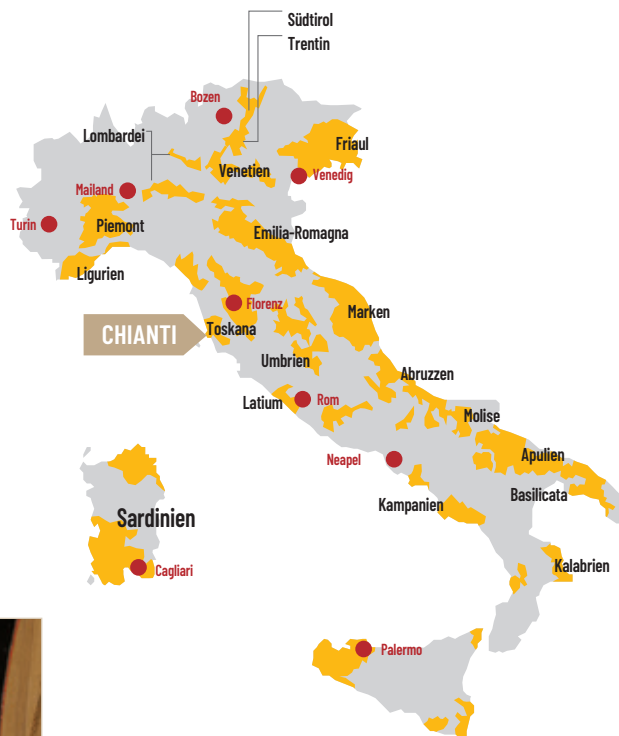 Südtirol
Trentin
Bozen
Lombardei
Friaul
Venetien
Venedig
Mailand
Turin
Piemont
Emilia-Romagna
Ligurien
Florenz
Marken
CHIANTI
Toskana
Umbrien
Abruzzen
Latium
Rom
Molise
Neapel
Apulien
Basilicata
Kampanien
Sardinien
Kalabrien
Cagliari
Palermo